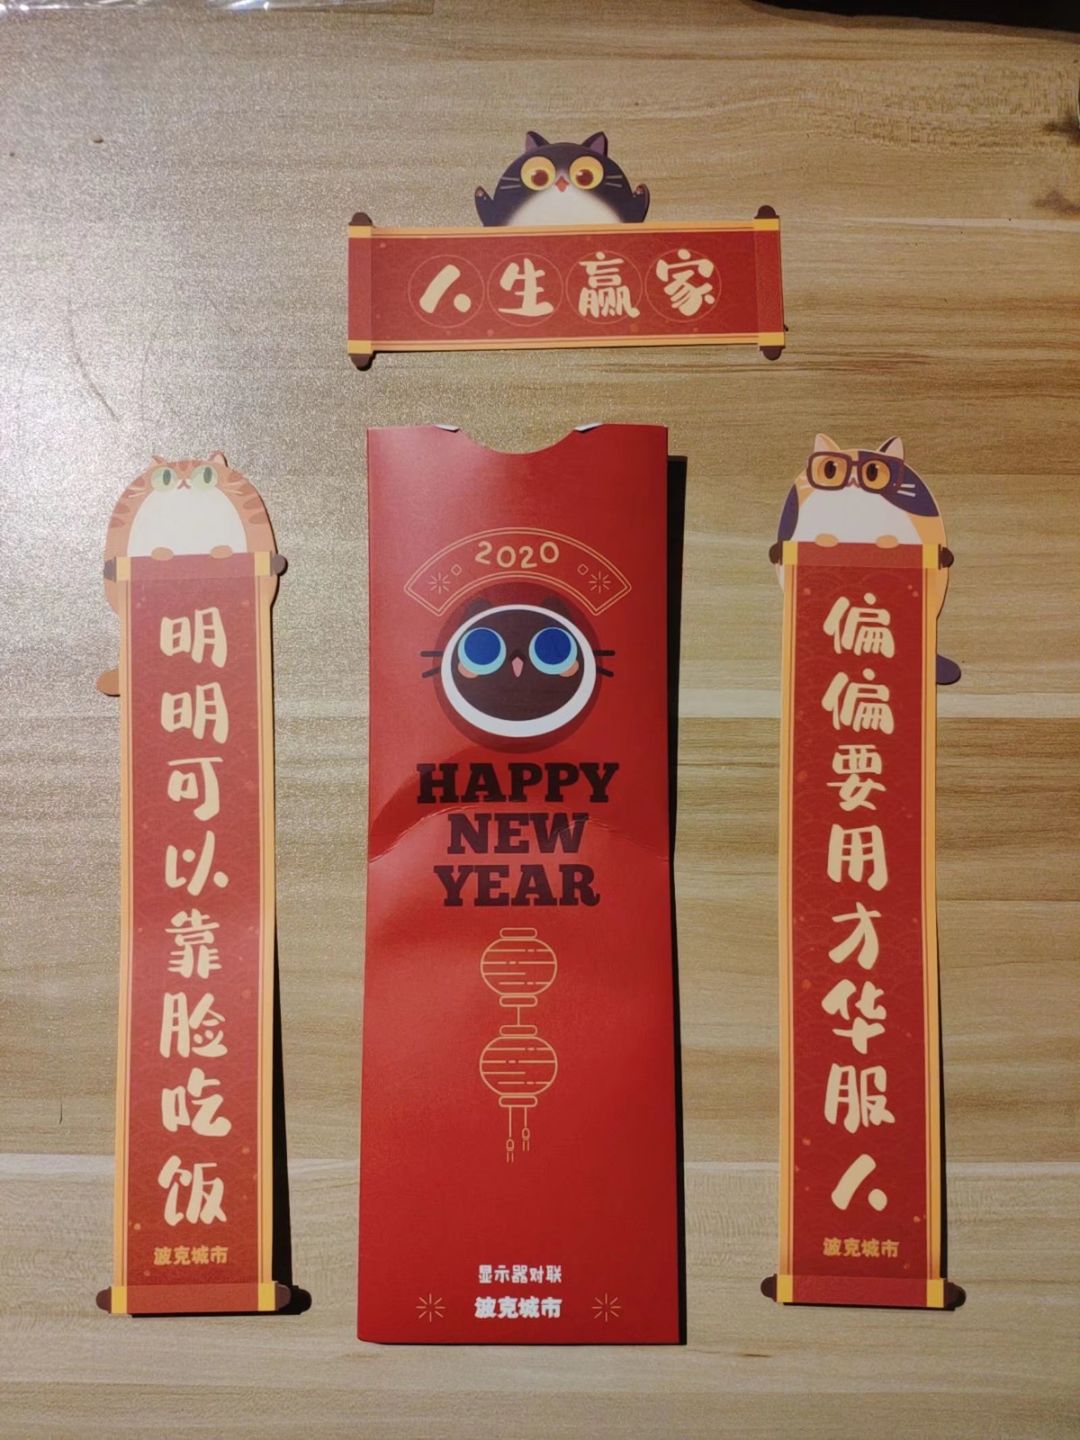 人生赢家
明明可以靠脸吃饭
波克城市
2020
HAPPY
NEW
YEAR
显示器对联
波克城市
偏偏要用才华服人
波克城市